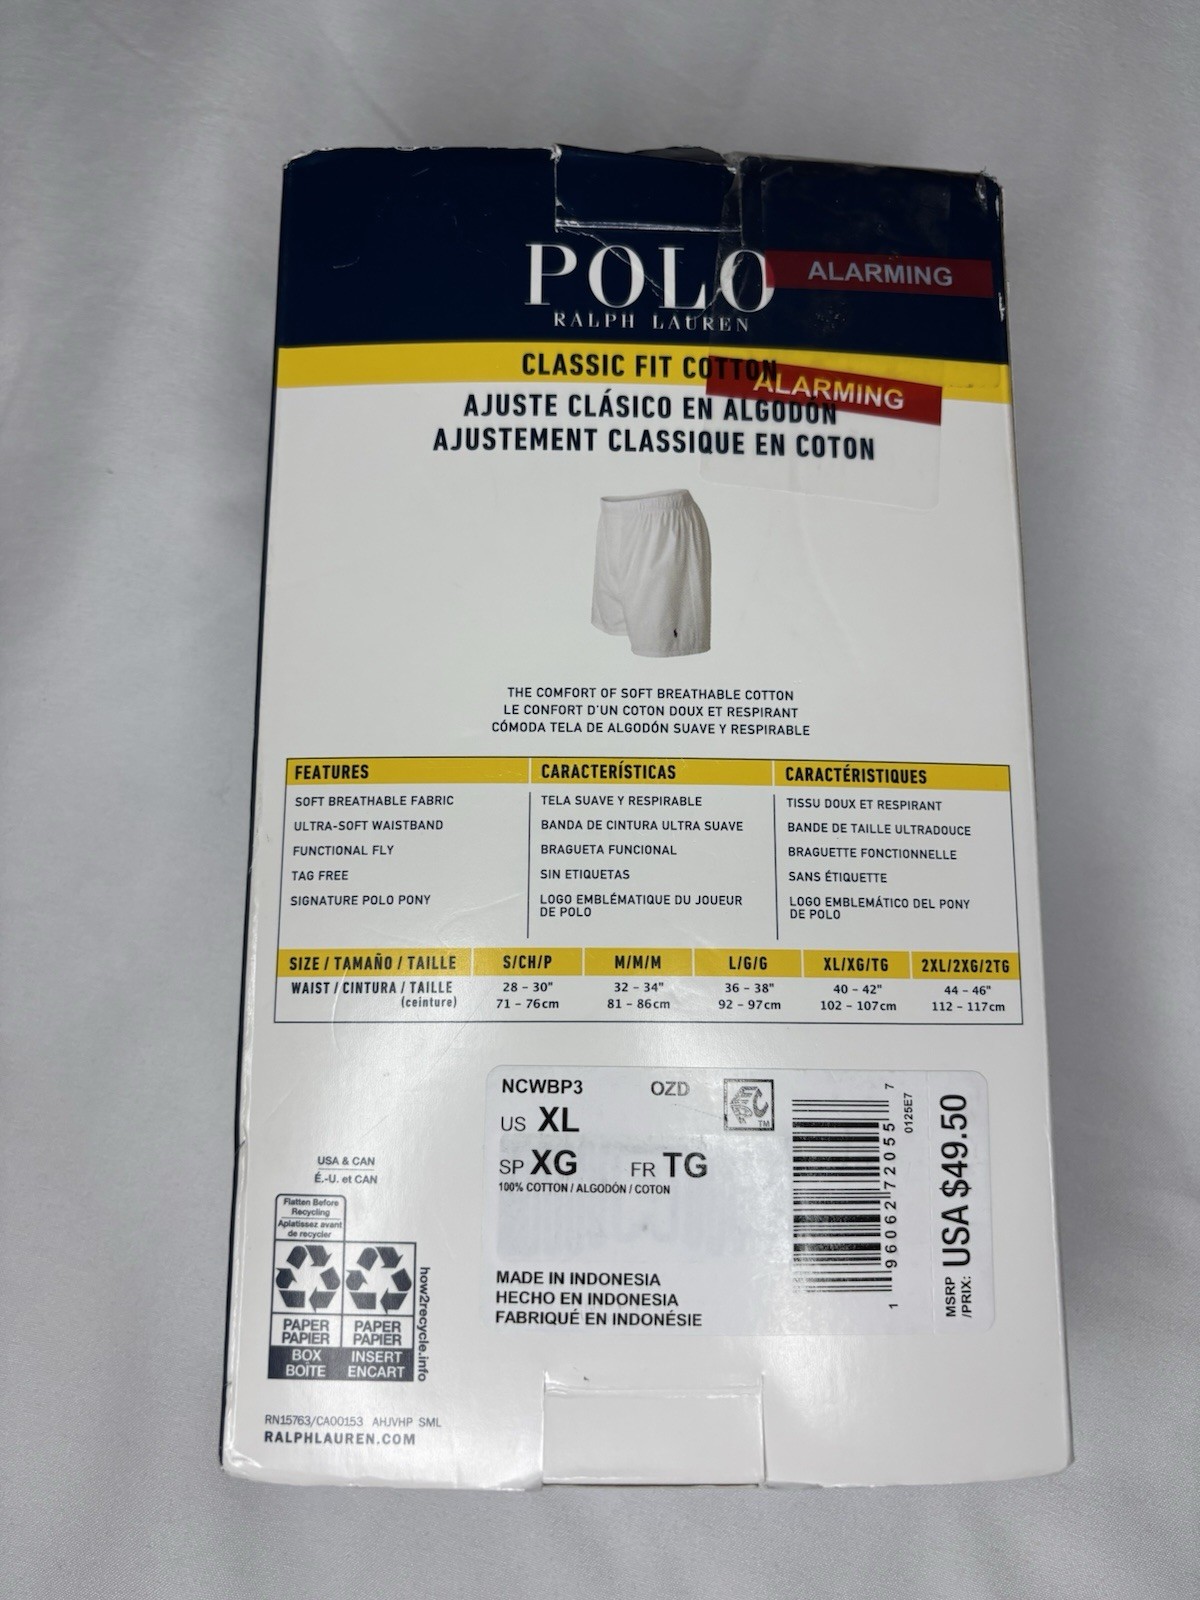 POLO
RALPH LAUREN
ALARMING
CLASSIC FIT COTTON
ALARMING
AJUSTE CLÁSICO EN ALGODÓN
AJUSTEMENT CLASSIQUE EN COTON
THE COMFORT OF SOFT BREATHABLE COTTON
LE CONFORT D'UN COTON DOUX ET RESPIRANT
CÓMODA TELA DE ALGODÓN SUAVE Y RESPIRABLE
FEATURES
SOFT BREATHABLE FABRIC
ULTRA-SOFT WAISTBAND
FUNCTIONAL FLY
TAG FREE
SIGNATURE POLO PONY
CARACTERÍSTICAS
TELA SUAVE Y RESPIRABLE
BANDA DE CINTURA ULTRA SUAVE
BRAGUETA FUNCIONAL
SIN ETIQUETAS
LOGO EMBLÉMATIQUE DU JOUEUR
DE POLO
CARACTÉRISTIQUES
TISSU DOUX ET RESPIRANT
BANDE DE TAILLE ULTRADOUCE
BRAGUETTE FONCTIONNELLE
SANS ÉTIQUETTE
LOGO EMBLEMÁTICO DEL PONY
DE POLO
SIZE / TAMAÑO / TAILLE S/CH/P M/M/M L/G/G XL/XG/TG 2XL/2XG/2TG
WAIST / CINTURA / TAILLE 28 - 30" 32 - 34" 36 - 38" 40 - 42" 44 - 46"
(ceinture) 71 - 76cm 81 - 86cm 92 - 97cm 102 - 107cm 112 - 117cm
NCWBP3 OZD
US XL
SP XG FR TG
100% COTTON / ALGODÓN / COTON
MADE IN INDONESIA
HECHO EN INDONESIA
FABRIQUÉ EN INDONÉSIE
TM
1 96062 72055 7
0125E7
MSRP
/PRIX: USA $49.50
USA & CAN
É.-U. et CAN
Flatten Before
Recycling
Aplatissez avant
de recycler
PAPER PAPER
PAPIER PAPIER
BOX INSERT
BOÎTE ENCART
how2recycle.info
RN15763/CA00153 AHJVHP SML
RALPHLAUREN.COM